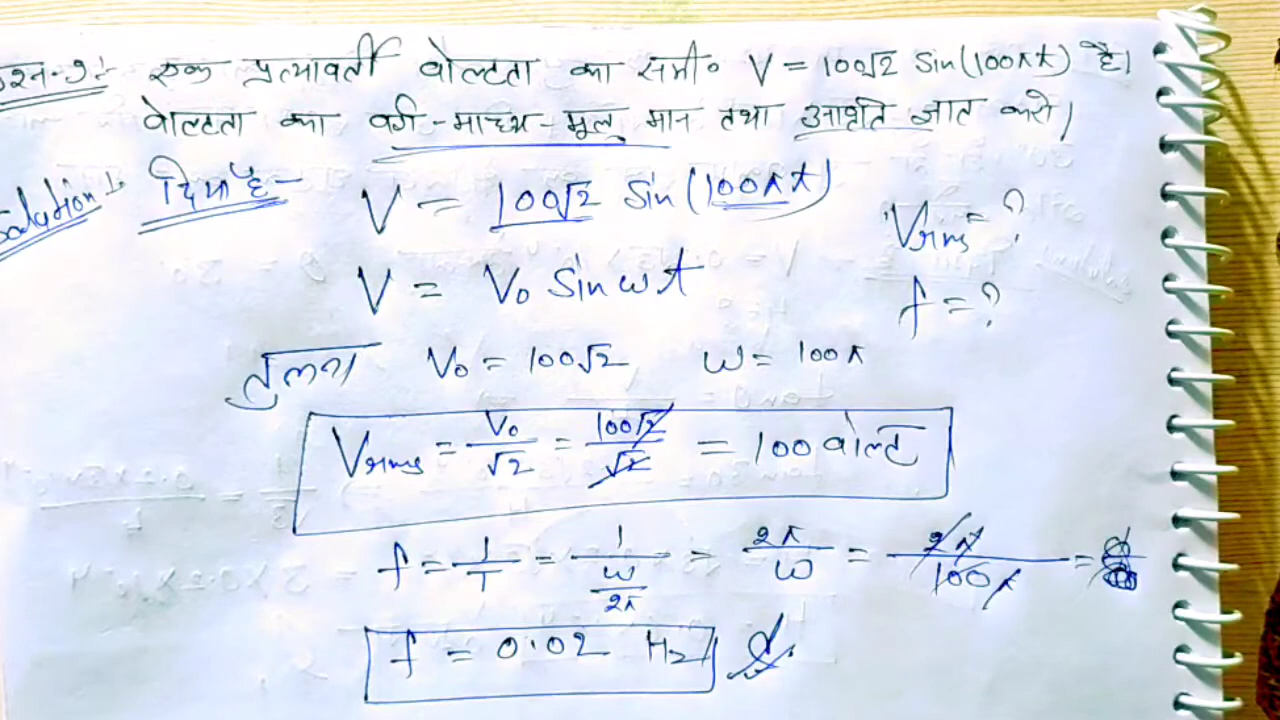 प्रश्न-9:- एक प्रत्यावर्ती वोल्टता का समी० V = 100√2 Sin(100πt) है।
वोल्टता का वर्ग-माध्य-मूल मान तथा आवृत्ति ज्ञात करो।
Solution:- दिया है- V = 100√2 Sin(100πt)
Vrms = ?
V = V₀ Sin ωt
f = ?
तुलना V₀ = 100√2 ω = 100π
Vrms = V₀/√2 = 100√2/√2 = 100 वोल्ट
f = 1/T = 1/(ω/2π) = 2π/ω = 2π/100π =
f = 0.02 Hz